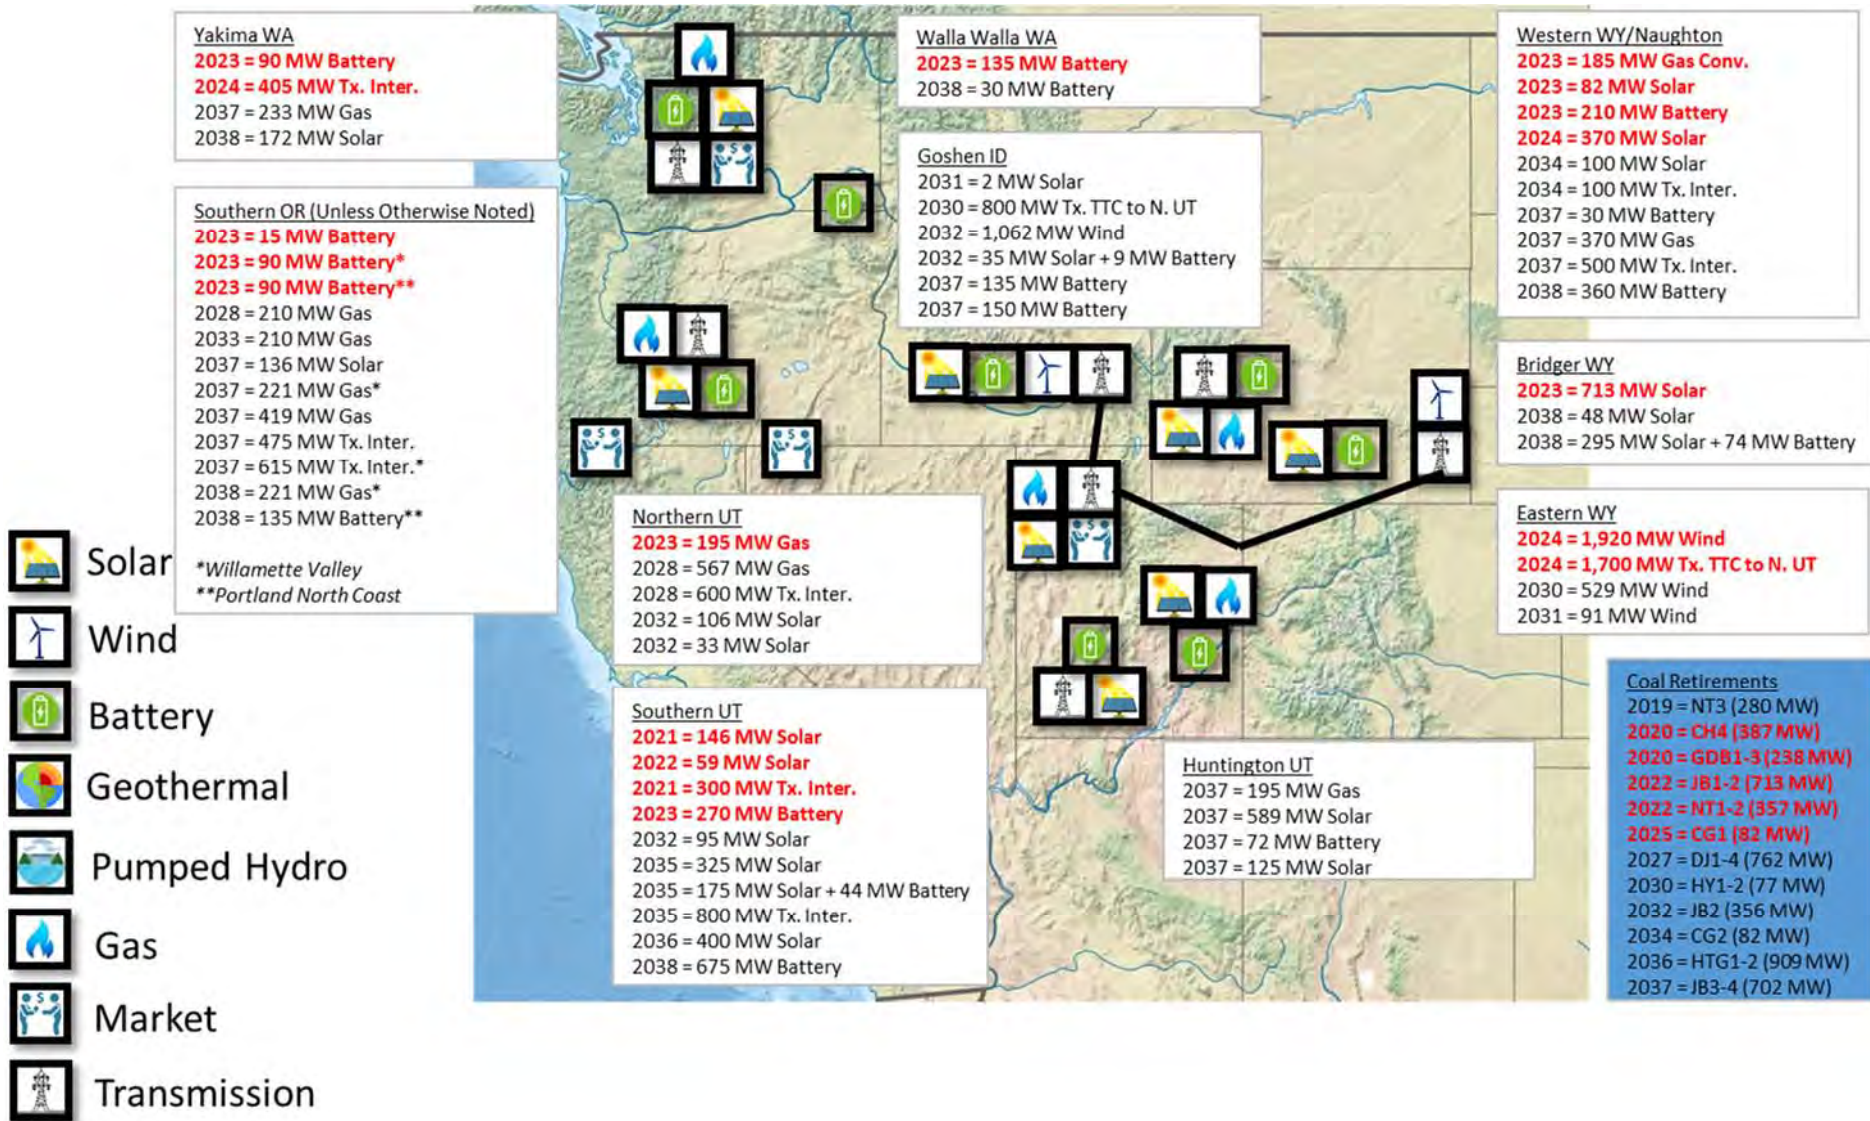 Yakima WA
2023 = 90 MW Battery
2024 = 405 MW Tx. Inter.
2037 = 233 MW Gas
2038 = 172 MW Solar
Walla Walla WA
2023 = 135 MW Battery
2038 = 30 MW Battery
Western WY/Naughton
2023 = 185 MW Gas Conv.
2023 = 82 MW Solar
2023 = 210 MW Battery
2024 = 370 MW Solar
2034 = 100 MW Solar
2034 = 100 MW Tx. Inter.
2037 = 30 MW Battery
2037 = 370 MW Gas
2037 = 500 MW Tx. Inter.
2038 = 360 MW Battery
Goshen ID
2031 = 2 MW Solar
2030 = 800 MW Tx. TTC to N. UT
2032 = 1,062 MW Wind
2032 = 35 MW Solar + 9 MW Battery
2037 = 135 MW Battery
2037 = 150 MW Battery
Southern OR (Unless Otherwise Noted)
2023 = 15 MW Battery
2023 = 90 MW Battery*
2023 = 90 MW Battery**
2028 = 210 MW Gas
2033 = 210 MW Gas
2037 = 136 MW Solar
2037 = 221 MW Gas*
2037 = 419 MW Gas
2037 = 475 MW Tx. Inter.
2037 = 615 MW Tx. Inter.*
2038 = 221 MW Gas*
2038 = 135 MW Battery**
*Willamette Valley
**Portland North Coast
Bridger WY
2023 = 713 MW Solar
2038 = 48 MW Solar
2038 = 295 MW Solar + 74 MW Battery
Northern UT
2023 = 195 MW Gas
2028 = 567 MW Gas
2028 = 600 MW Tx. Inter.
2032 = 106 MW Solar
2032 = 33 MW Solar
Eastern WY
2024 = 1,920 MW Wind
2024 = 1,700 MW Tx. TTC to N. UT
2030 = 529 MW Wind
2031 = 91 MW Wind
Southern UT
2021 = 146 MW Solar
2022 = 59 MW Solar
2021 = 300 MW Tx. Inter.
2023 = 270 MW Battery
2032 = 95 MW Solar
2035 = 325 MW Solar
2035 = 175 MW Solar + 44 MW Battery
2035 = 800 MW Tx. Inter.
2036 = 400 MW Solar
2038 = 675 MW Battery
Huntington UT
2037 = 195 MW Gas
2037 = 589 MW Solar
2037 = 72 MW Battery
2037 = 125 MW Solar
Coal Retirements
2019 = NT3 (280 MW)
2020 = CH4 (387 MW)
2020 = GDB1-3 (238 MW)
2022 = JB1-2 (713 MW)
2022 = NT1-2 (357 MW)
2025 = CG1 (82 MW)
2027 = DJ1-4 (762 MW)
2030 = HY1-2 (77 MW)
2032 = JB2 (356 MW)
2034 = CG2 (82 MW)
2036 = HTG1-2 (909 MW)
2037 = JB3-4 (702 MW)
Solar
Wind
Battery
Geothermal
Pumped Hydro
Gas
Market
Transmission